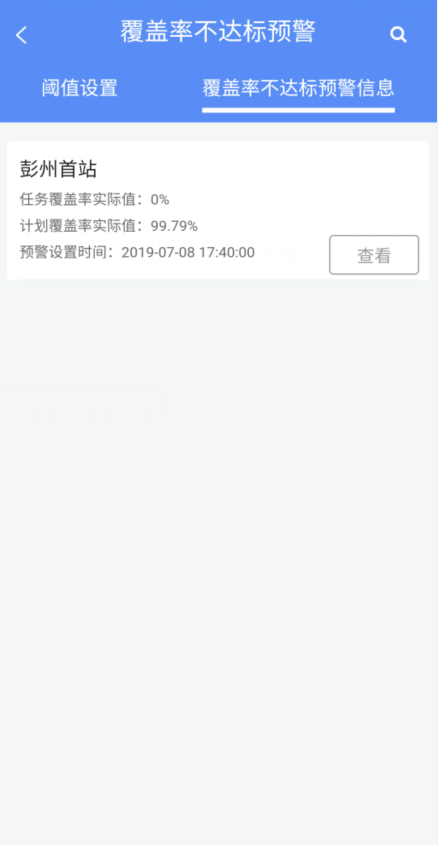 覆盖率不达标预警
阈值设置
覆盖率不达标预警信息
彭州首站
任务覆盖率实际值：0%
计划覆盖率实际值：99.79%
预警设置时间：2019-07-08 17:40:00
查看